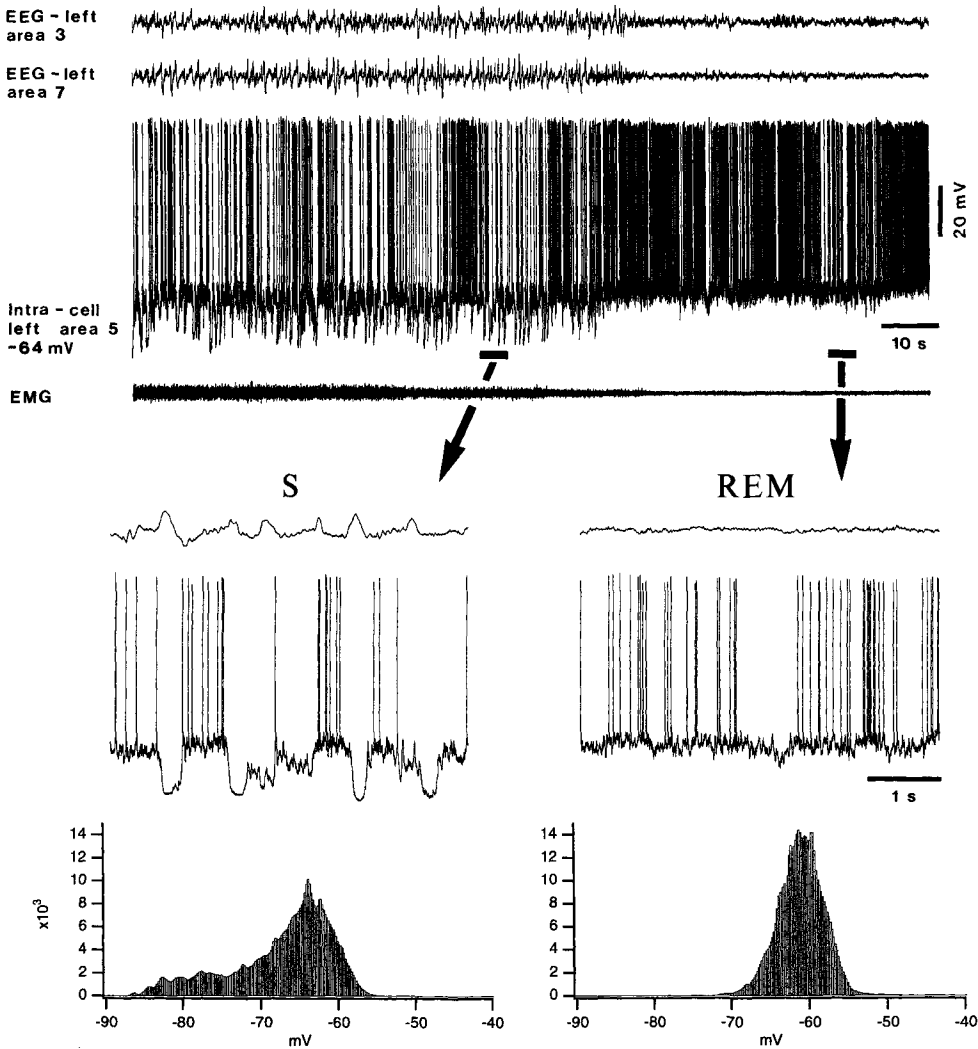 EEG - left
area 3
EEG - left
area 7
20 mV
Intra - cell
left area 5
-64 mV
10 s
EMG
S
REM
1 s
x10³
14
12
10
8
6
4
2
0
-90 -80 -70 -60 -50 -40
mV
14
12
10
8
6
4
2
0
-90 -80 -70 -60 -50 -40
mV